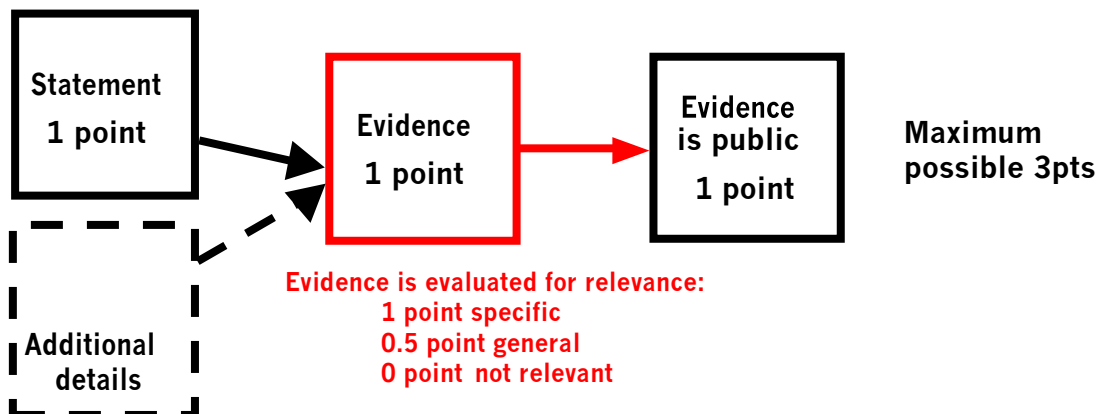 Statement
1 point
Additional
details
Evidence
1 point
Evidence is evaluated for relevance:
1 point specific
0.5 point general
0 point not relevant
Evidence
is public
1 point
Maximum
possible 3pts